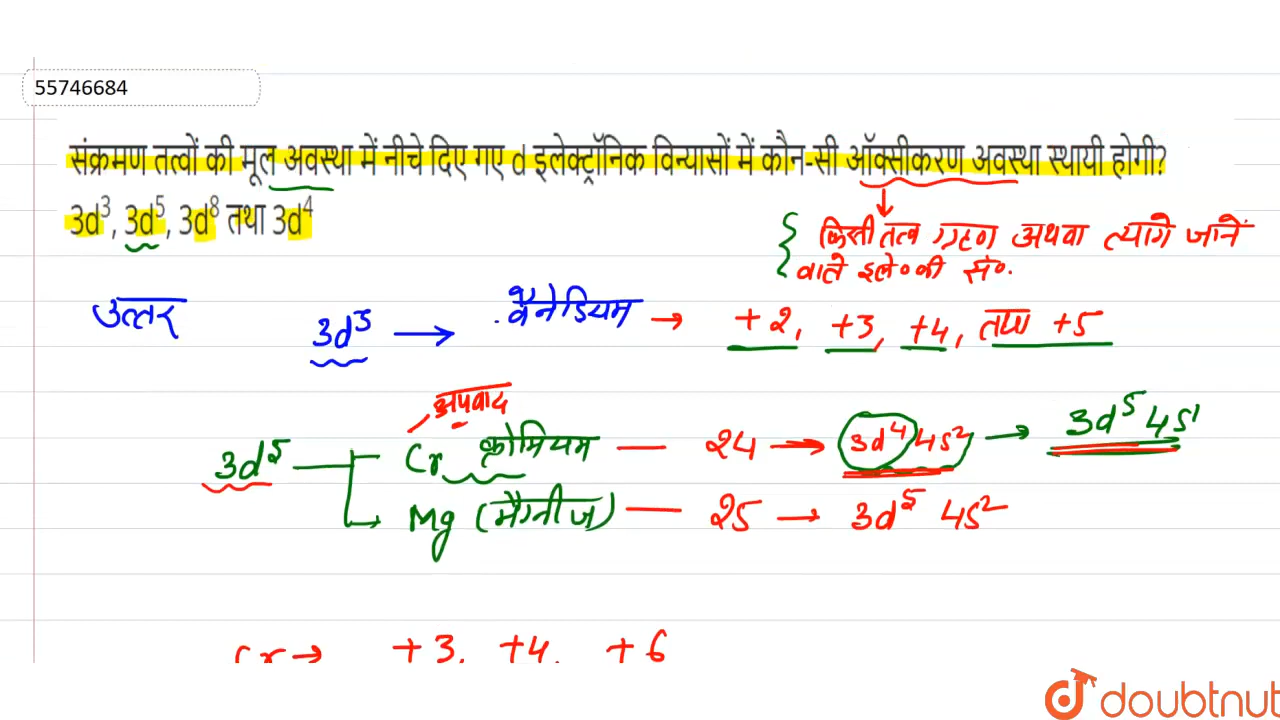 55746684
संक्रमण तत्वों की मूल अवस्था में नीचे दिए गए d इलेक्ट्रॉनिक विन्यासों में कौन-सी ऑक्सीकरण अवस्था स्थायी होगी?
3d³, 3d⁵, 3d⁸ तथा 3d⁴
किसी तत्व ग्रहण अथवा त्यागे जाने
वाले इले० की सं०.
उत्तर 3d³ → वैनेडियम → +2, +3, +4, तथा +5
अपवाद
3d⁵ Cr क्रोमियम — 24 → 3d⁴ 4s² → 3d⁵ 4s¹
Mg (मैग्नीज) — 25 → 3d⁵ 4s²
Cr → +3, +4, +6
doubtnut